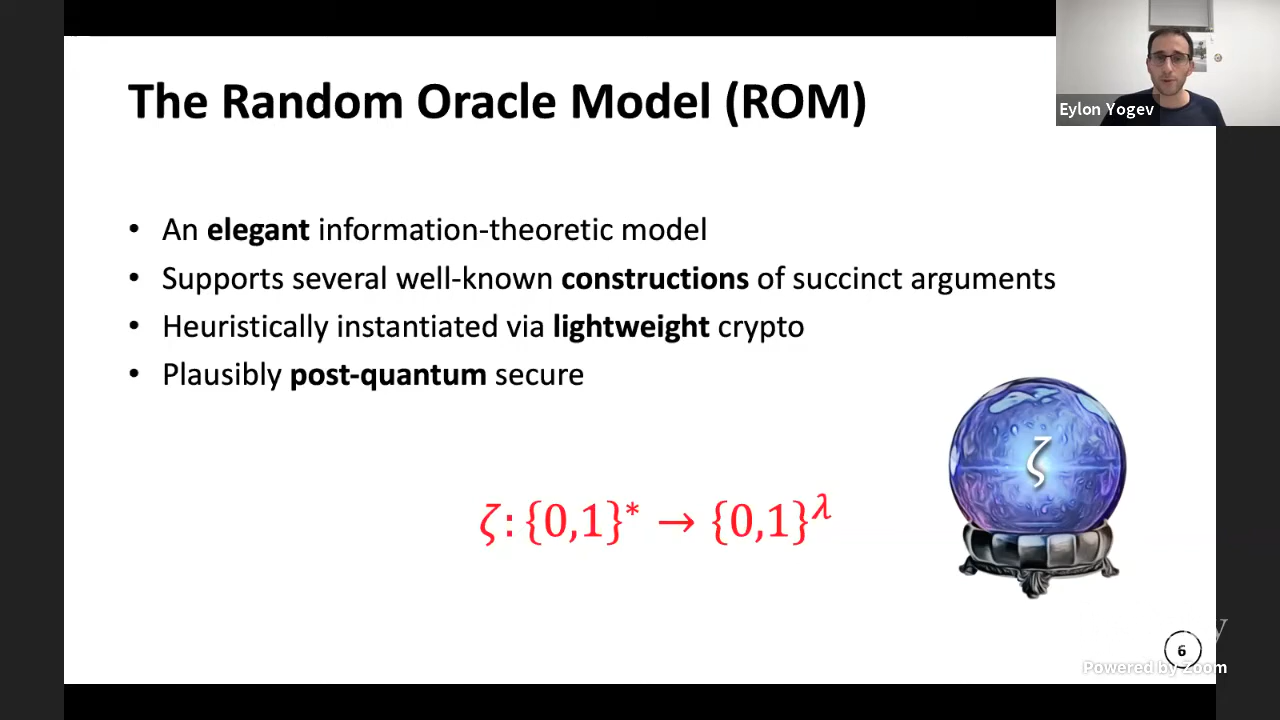 The Random Oracle Model (ROM)
Eylon Yogev
• An elegant information-theoretic model
• Supports several well-known constructions of succinct arguments
• Heuristically instantiated via lightweight crypto
• Plausibly post-quantum secure
ζ
ζ: {0,1}* → {0,1}^λ
6
Powered by Zoom